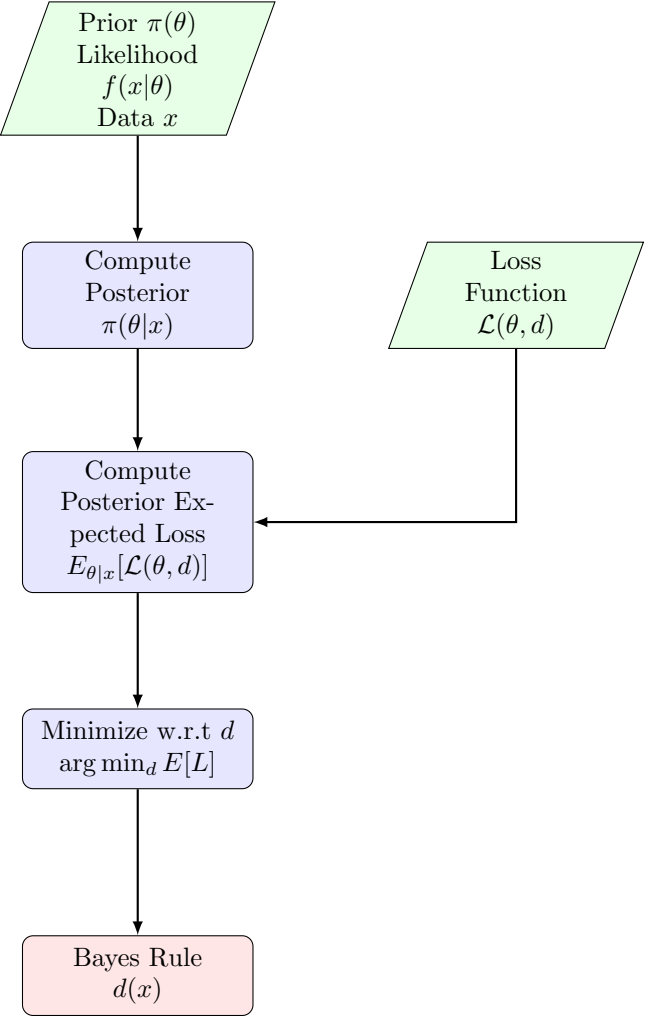 Prior π(θ)
Likelihood
f(x|θ)
Data x
Compute
Posterior
π(θ|x)
Loss
Function
ℒ(θ, d)
Compute
Posterior Ex-
pected Loss
E_{θ|x}[ℒ(θ, d)]
Minimize w.r.t d
arg min_d E[L]
Bayes Rule
d(x)